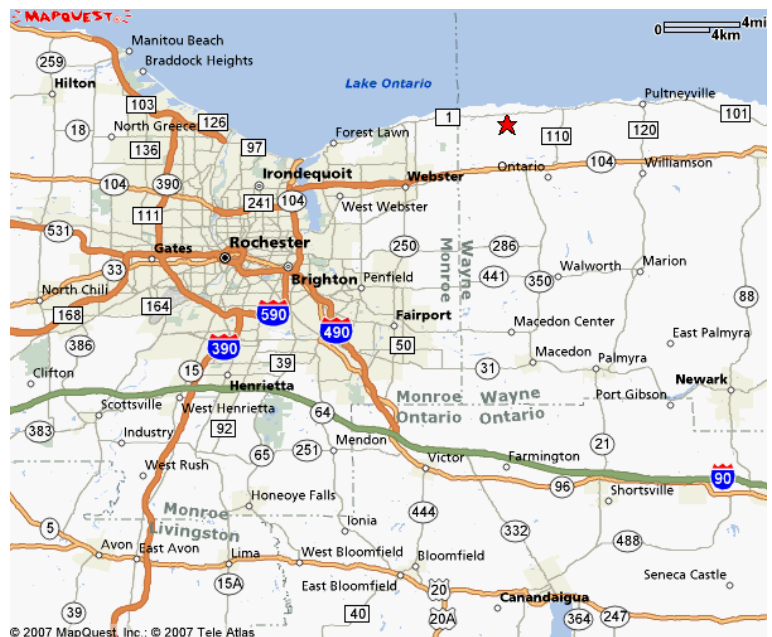 MAPQUEST
4mi
0
4km
Manitou Beach
Braddock Heights
259
Hilton
Lake Ontario
Pultneyville
103
126
1
101
18
North Greece
110
120
136
97
Forest Lawn
Irondequoit
104
Ontario
Williamson
104
390
Webster
241
104
West Webster
111
531
Rochester
250
286
Gates
Monroe
Wayne
33
Brighton
Penfield
441
350
Walworth
Marion
North Chili
164
88
590
168
Fairport
490
Macedon Center
386
390
50
East Palmyra
15
39
31
Macedon
Palmyra
Clifton
Henrietta
Newark
Monroe Wayne
Ontario Ontario
Port Gibson
West Henrietta
64
Scottsville
383
92
Industry
65
251
Mendon
21
West Rush
Victor
Farmington
90
96
Honeoye Falls
Shortsville
Monroe
Livingston
444
5
Ionia
332
488
Avon
East Avon
Lima
West Bloomfield
Bloomfield
15A
East Bloomfield
20
Seneca Castle
39
40
20A
Canandaigua
364
247
© 2007 MapQuest, Inc.; © 2007 Tele Atlas